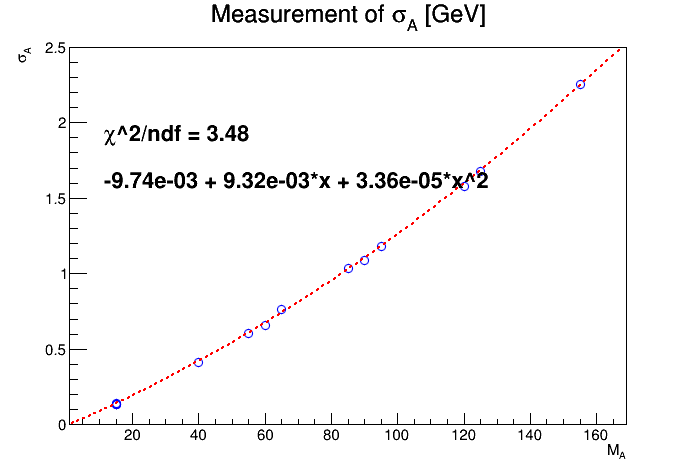 Measurement of σ_A [GeV]
σ_A
2.5
2
1.5
1
0.5
0
χ^2/ndf = 3.48
-9.74e-03 + 9.32e-03*x + 3.36e-05*x^2
20 40 60 80 100 120 140 160
M_A